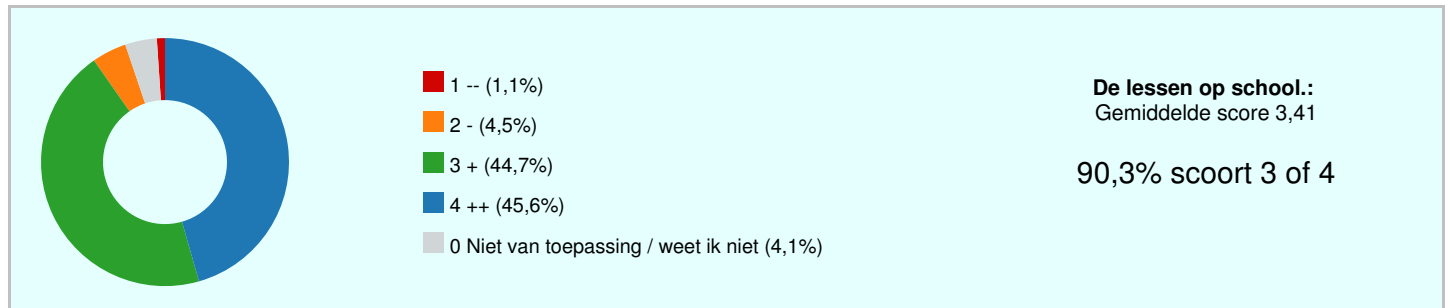 1 -- (1,1%)
2 - (4,5%)
3 + (44,7%)
4 ++ (45,6%)
0 Niet van toepassing / weet ik niet (4,1%)
De lessen op school.:
Gemiddelde score 3,41
90,3% scoort 3 of 4